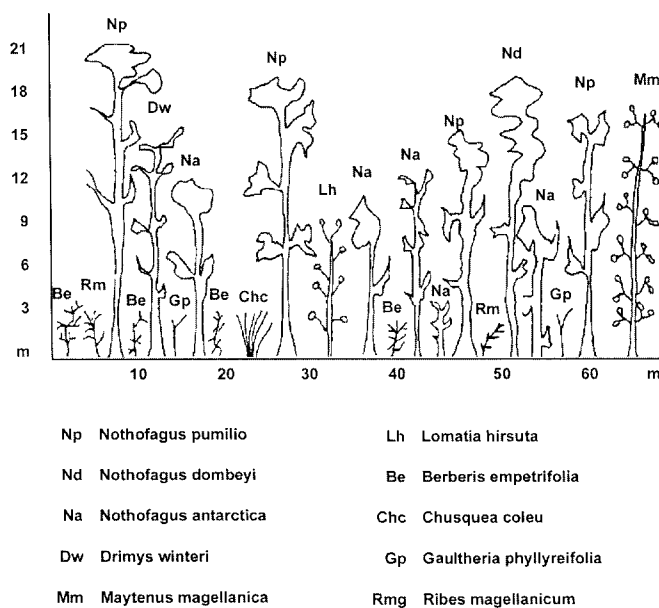 21
18
15
12
9
6
3
m
Np
Dw
Na
Np
Lh
Na
Na
Np
Nd
Na
Np
Mm
Be
Rm
Be
Gp
Be
Chc
Be
Na
Rm
Gp
10 20 30 40 50 60 m
Np Nothofagus pumilio
Nd Nothofagus dombeyi
Na Nothofagus antarctica
Dw Drimys winteri
Mm Maytenus magellanica
Lh Lomatia hirsuta
Be Berberis empetrifolia
Chc Chusquea coleu
Gp Gaultheria phyllyreifolia
Rmg Ribes magellanicum